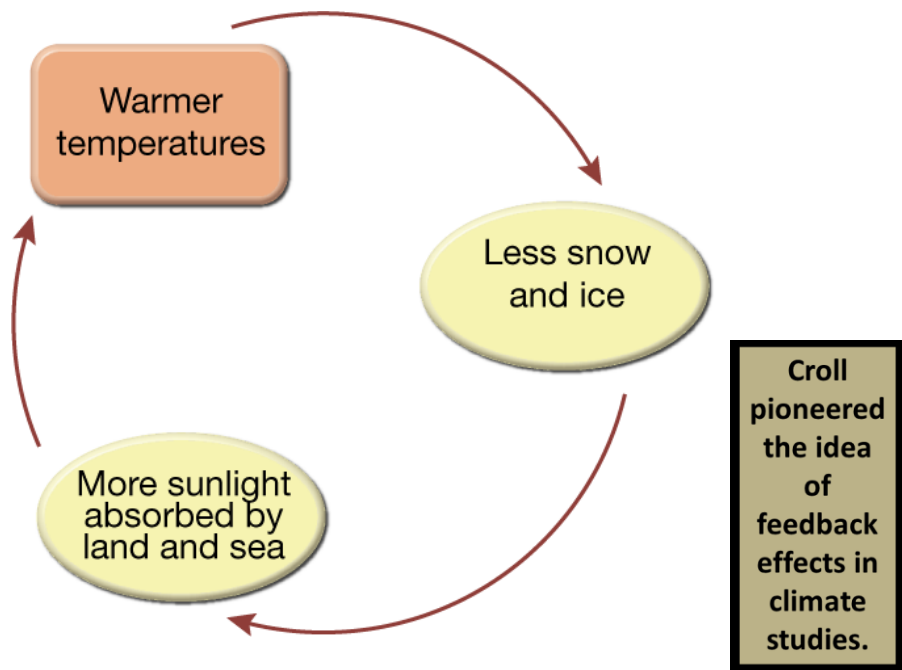 Warmer
temperatures
Less snow
and ice
More sunlight
absorbed by
land and sea
Croll
pioneered
the idea
of
feedback
effects in
climate
studies.